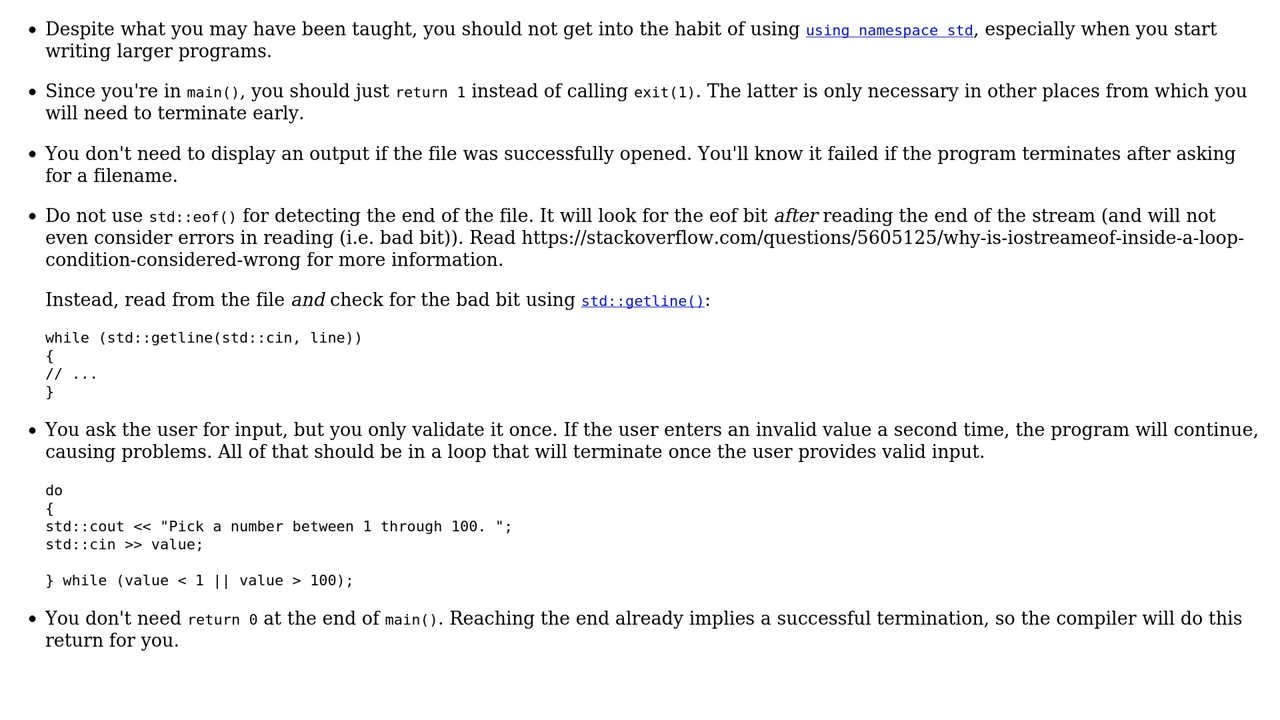 • Despite what you may have been taught, you should not get into the habit of using using namespace std, especially when you start
writing larger programs.
• Since you're in main(), you should just return 1 instead of calling exit(1). The latter is only necessary in other places from which you
will need to terminate early.
• You don't need to display an output if the file was successfully opened. You'll know it failed if the program terminates after asking
for a filename.
• Do not use std::eof() for detecting the end of the file. It will look for the eof bit after reading the end of the stream (and will not
even consider errors in reading (i.e. bad bit)). Read https://stackoverflow.com/questions/5605125/why-is-iostreameof-inside-a-loop-
condition-considered-wrong for more information.
Instead, read from the file and check for the bad bit using std::getline():
while (std::getline(std::cin, line))
{
// ...
}
• You ask the user for input, but you only validate it once. If the user enters an invalid value a second time, the program will continue,
causing problems. All of that should be in a loop that will terminate once the user provides valid input.
do
{
std::cout << "Pick a number between 1 through 100. ";
std::cin >> value;
} while (value < 1 || value > 100);
• You don't need return 0 at the end of main(). Reaching the end already implies a successful termination, so the compiler will do this
return for you.